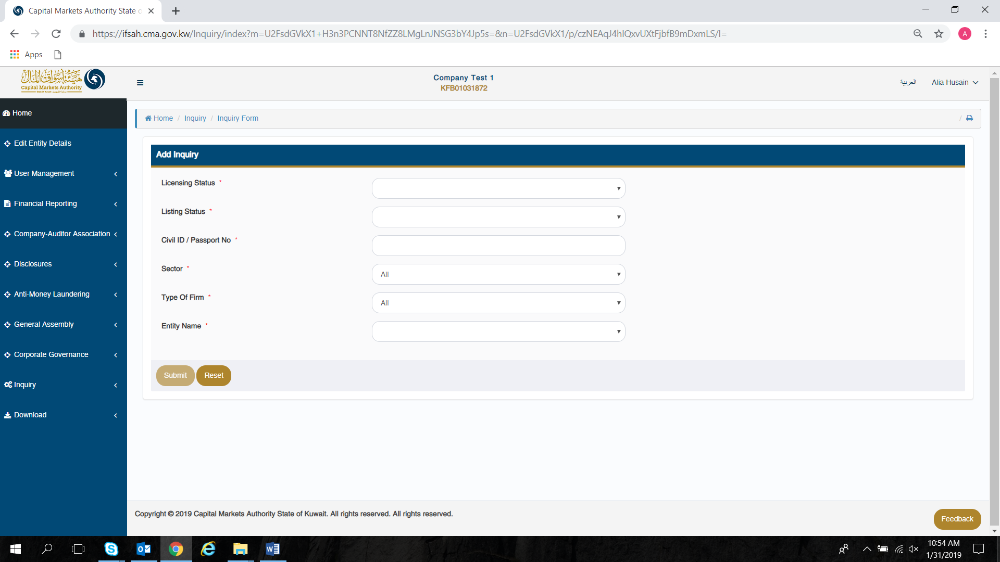 Capital Markets Authority State o
https://ifsah.cma.gov.kw/Inquiry/index?m=U2FsdGVkX1+H3n3PCNNT8NfZZ8LMgLnJNSG3bY4Jp5s=&n=U2FsdGVkX1/p/czNEAqJ4hIQxvUXtFjbfB9mDxmLS/I=
A
Apps
هيئة أسواق المال
Capital Markets Authority
Company Test 1
KFB01031872
العربية
Alia Husain
Home
Edit Entity Details
User Management
Financial Reporting
Company-Auditor Association
Disclosures
Anti-Money Laundering
General Assembly
Corporate Governance
Inquiry
Download
Home / Inquiry / Inquiry Form /
Add Inquiry
Licensing Status *
Listing Status *
Civil ID / Passport No *
Sector * All
Type Of Firm * All
Entity Name *
Submit Reset
Copyright © 2019 Capital Markets Authority State of Kuwait. All rights reserved. All rights reserved.
Feedback
10:54 AM
1/31/2019